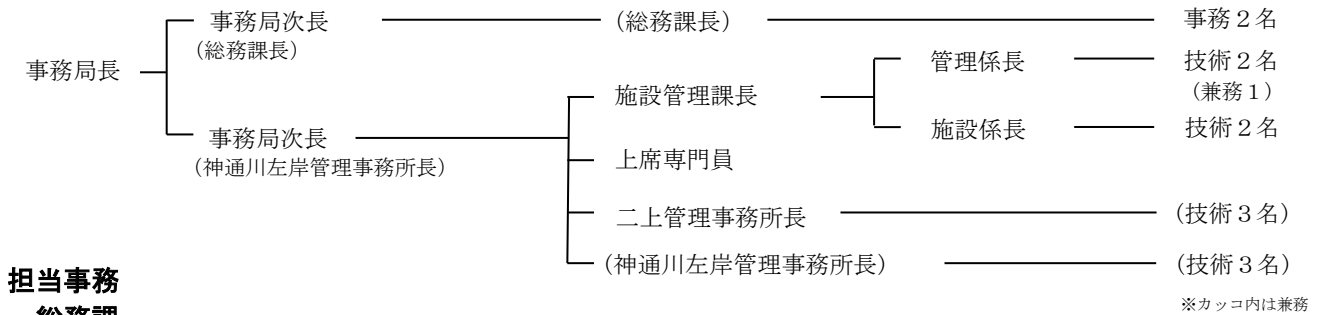 事務局次長 (総務課長) 事務２名
(総務課長)
事務局長
管理係長 技術２名
施設管理課長 (兼務１)
事務局次長 施設係長 技術２名
(神通川左岸管理事務所長)
上席専門員
二上管理事務所長 (技術３名)
(神通川左岸管理事務所長) (技術３名)
担当事務
※カッコ内は兼務
総務課